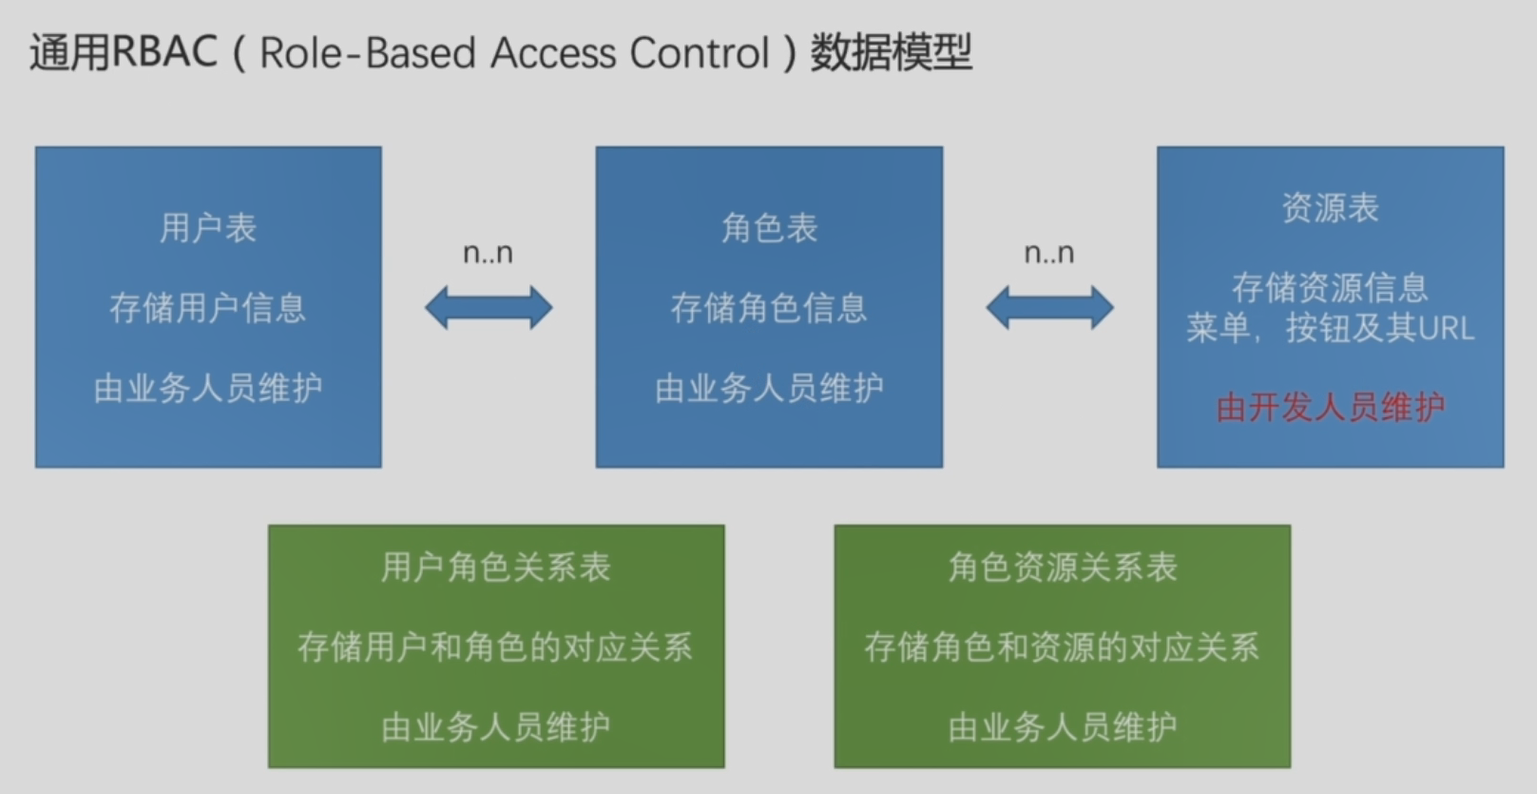 通用RBAC（Role-Based Access Control）数据模型
用户表
存储用户信息
由业务人员维护
n..n
角色表
存储角色信息
由业务人员维护
n..n
资源表
存储资源信息
菜单，按钮及其URL
由开发人员维护
用户角色关系表
存储用户和角色的对应关系
由业务人员维护
角色资源关系表
存储角色和资源的对应关系
由业务人员维护